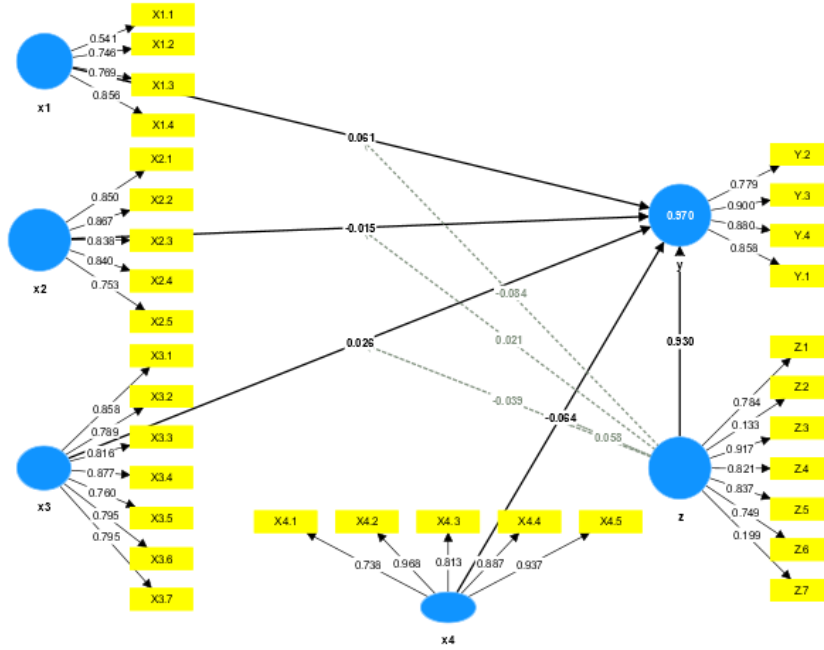 X1.1
0.541
X1.2
0.746
0.769
X1.3
0.856
x1
X1.4
0.061
X2.1
0.850
X2.2
0.867
0.838
X2.3
-0.015
0.840
X2.4
0.753
x2
X2.5
Y.2
0.779
Y.3
0.900
0.970
0.880
Y.4
0.858
y
Y.1
-0.084
0.021
-0.039
0.058
-0.064
0.930
0.026
X3.1
0.858
X3.2
0.789
X3.3
0.816
0.877
X3.4
0.760
x3
X3.5
0.795
X3.6
0.795
X3.7
Z.1
0.784
Z.2
0.133
Z.3
0.917
0.821
Z.4
0.837
Z.5
0.749
z
Z.6
0.199
Z.7
X4.1
X4.2
X4.3
X4.4
X4.5
0.738
0.968
0.813
0.887
0.937
x4